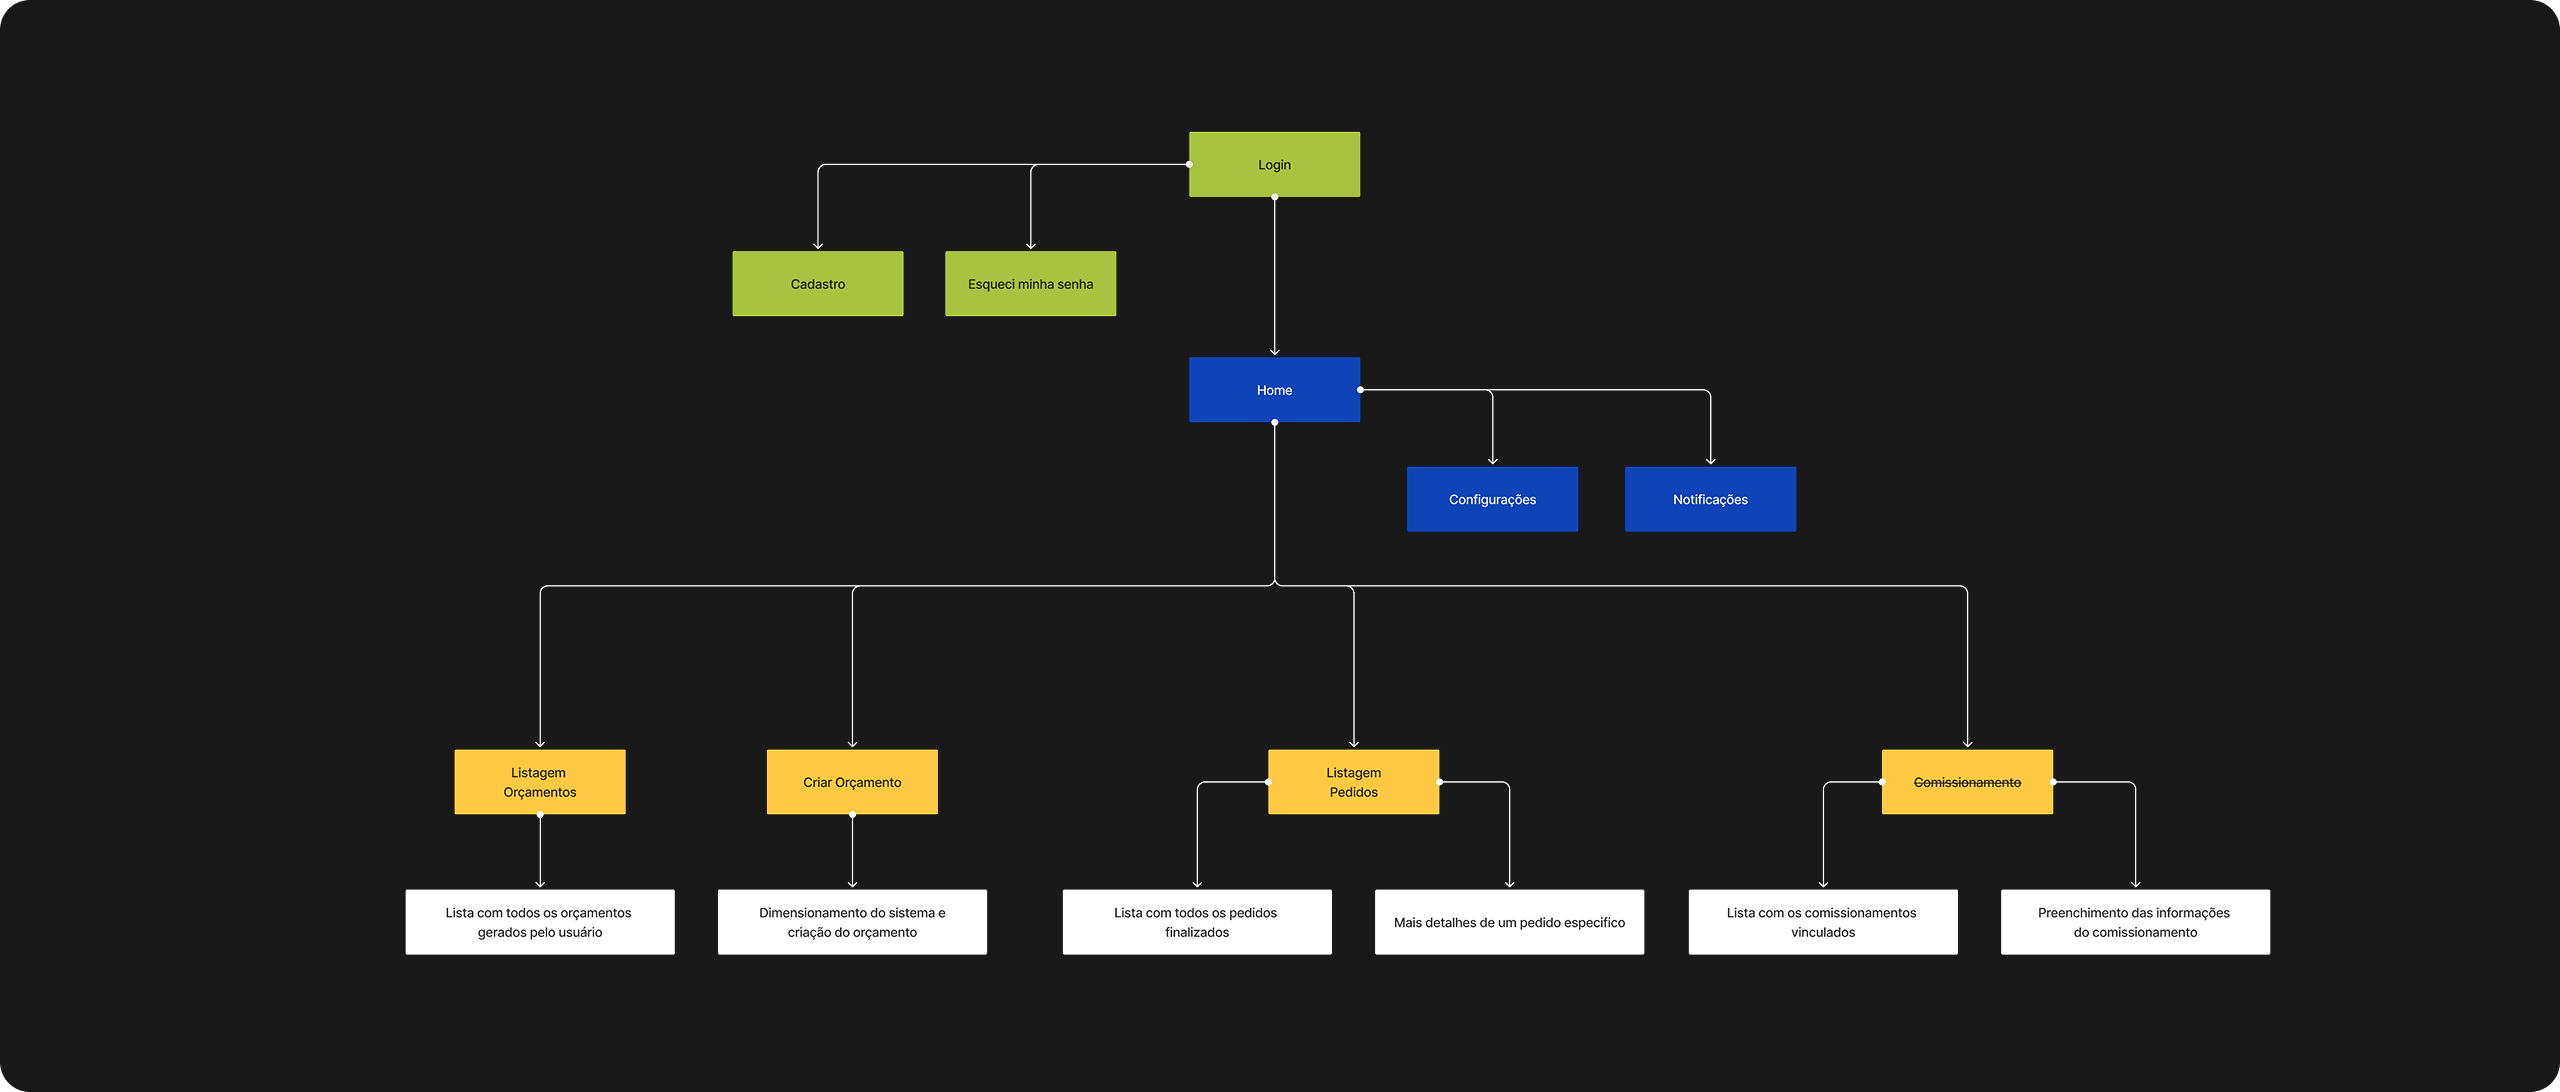 Login
Cadastro
Esqueci minha senha
Home
Configurações
Notificações
Listagem
Orçamentos
Criar Orçamento
Listagem
Pedidos
Comissionamento
Lista com todos os orçamentos
gerados pelo usuário
Dimensionamento do sistema e
criação do orçamento
Lista com todos os pedidos
finalizados
Mais detalhes de um pedido especifico
Lista com os comissionamentos
vinculados
Preenchimento das informações
do comissionamento